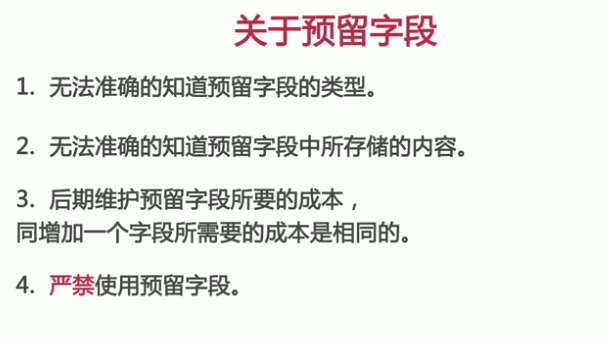 关于预留字段
1. 无法准确的知道预留字段的类型。
2. 无法准确的知道预留字段中所存储的内容。
3. 后期维护预留字段所要的成本，
同增加一个字段所需要的成本是相同的。
4. 严禁使用预留字段。